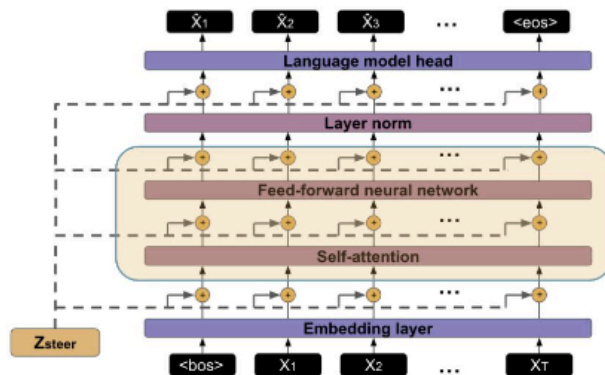 X̂₁ X̂₂ X̂₃ ... <eos>
Language model head
+ + + ... +
Layer norm
+ + + ... +
Feed-forward neural network
+ + + ... +
Self-attention
+ + + ... +
Embedding layer
Zsteer
<bos> X₁ X₂ ... X_T